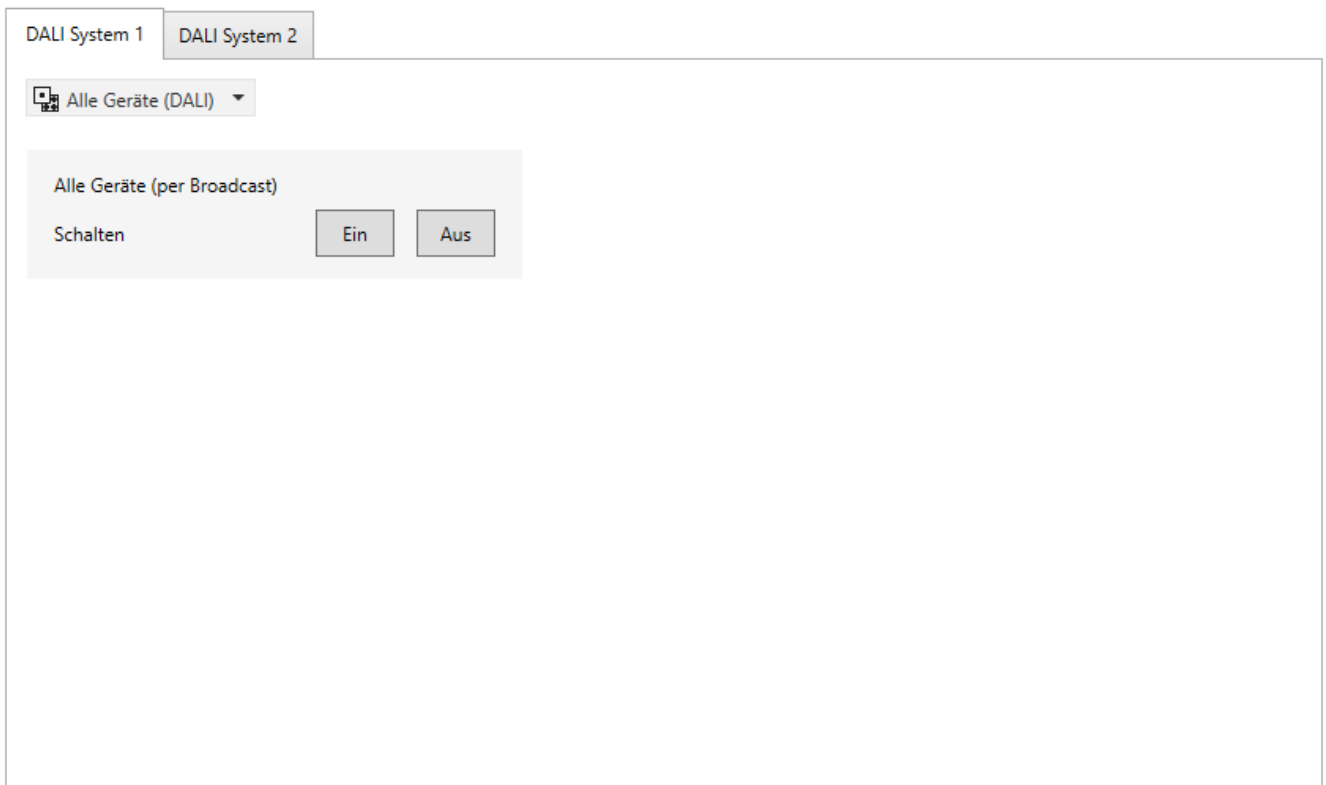 DALI System 1 DALI System 2
Alle Geräte (DALI)
Alle Geräte (per Broadcast)
Schalten Ein Aus